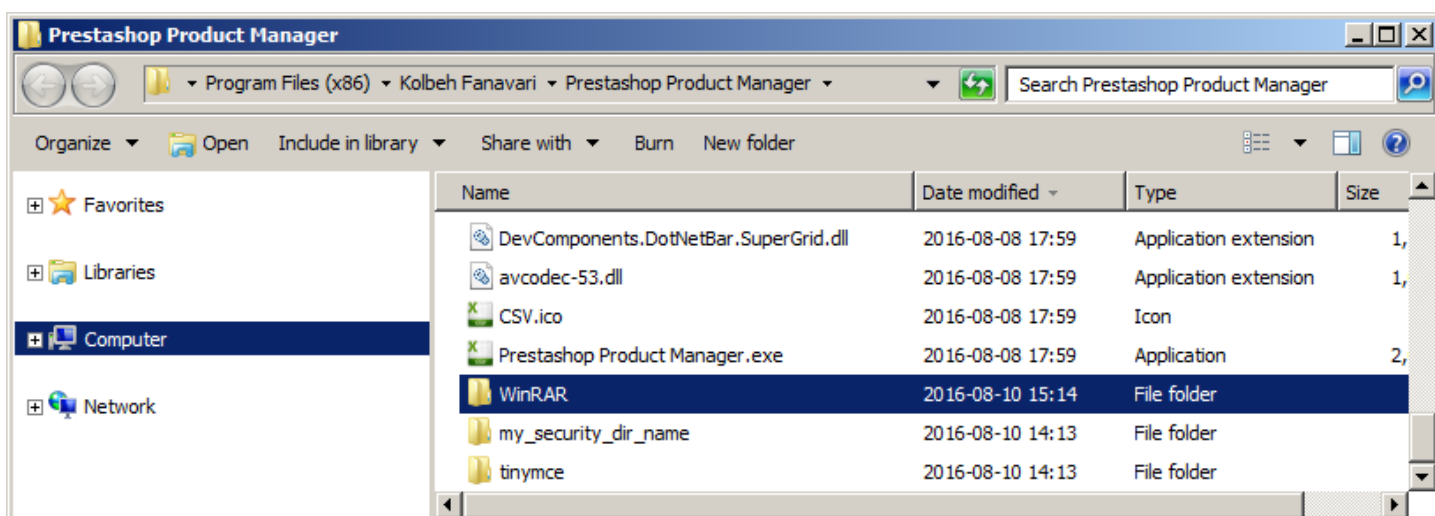 Prestashop Product Manager
Program Files (x86) Kolbeh Fanavari Prestashop Product Manager Search Prestashop Product Manager
Organize Open Include in library Share with Burn New folder
Name Date modified Type Size
Favorites
DevComponents.DotNetBar.SuperGrid.dll 2016-08-08 17:59 Application extension 1,
Libraries
avcodec-53.dll 2016-08-08 17:59 Application extension 1,
CSV.ico 2016-08-08 17:59 Icon
Computer
Prestashop Product Manager.exe 2016-08-08 17:59 Application 2,
WinRAR 2016-08-10 15:14 File folder
Network
my_security_dir_name 2016-08-10 14:13 File folder
tinymce 2016-08-10 14:13 File folder